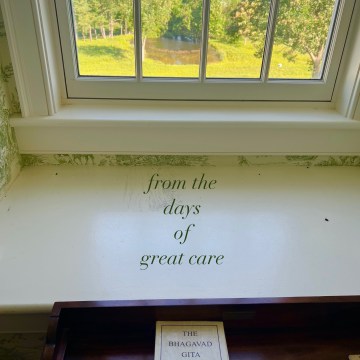 from the
days
of
great care
THE
BHAGAVAD
GITA